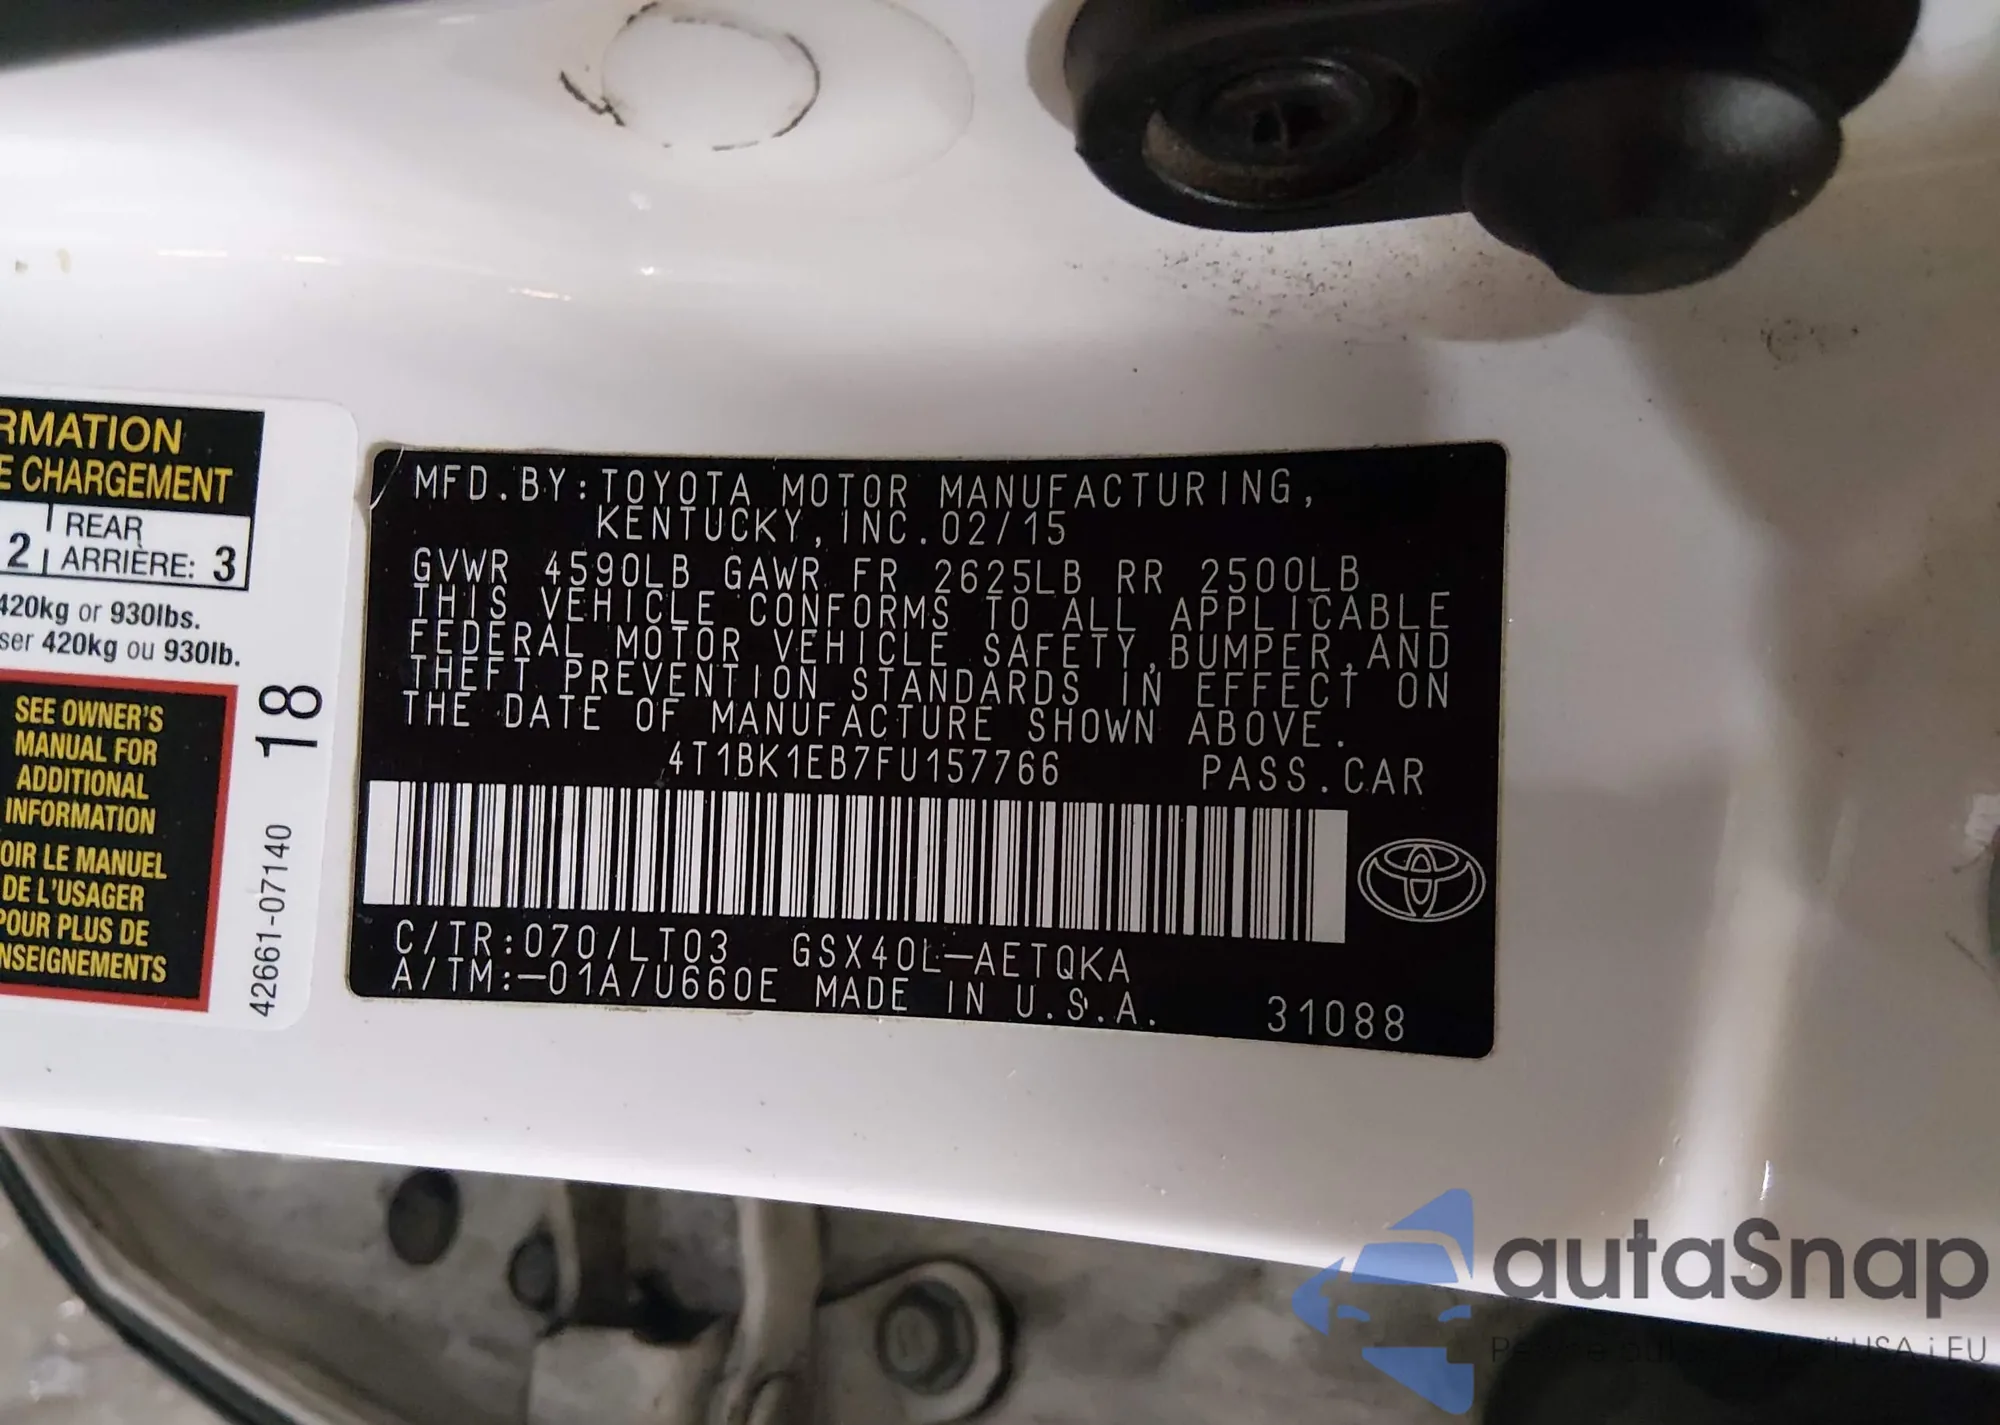 RMATION
E CHARGEMENT
2 REAR
ARRIÈRE: 3
420kg or 930lbs.
ser 420kg ou 930lb.
SEE OWNER'S
MANUAL FOR
ADDITIONAL
INFORMATION
OIR LE MANUEL
DE L'USAGER
POUR PLUS DE
NSEIGNEMENTS
18
42661-07140
MFD.BY:TOYOTA MOTOR MANUFACTURING,
KENTUCKY,INC.02/15
GVWR 4590LB GAWR FR 2625LB RR 2500LB
THIS VEHICLE CONFORMS TO ALL APPLICABLE
FEDERAL MOTOR VEHICLE SAFETY,BUMPER,AND
THEFT PREVENTION STANDARDS IN EFFECT ON
THE DATE OF MANUFACTURE SHOWN ABOVE.
4T1BK1EB7FU157766 PASS.CAR
C/TR:070/LT03 GSX40L-AETQKA
A/TM:-01A/U660E MADE IN U.S.A. 31088
autaSnap
USA i EU